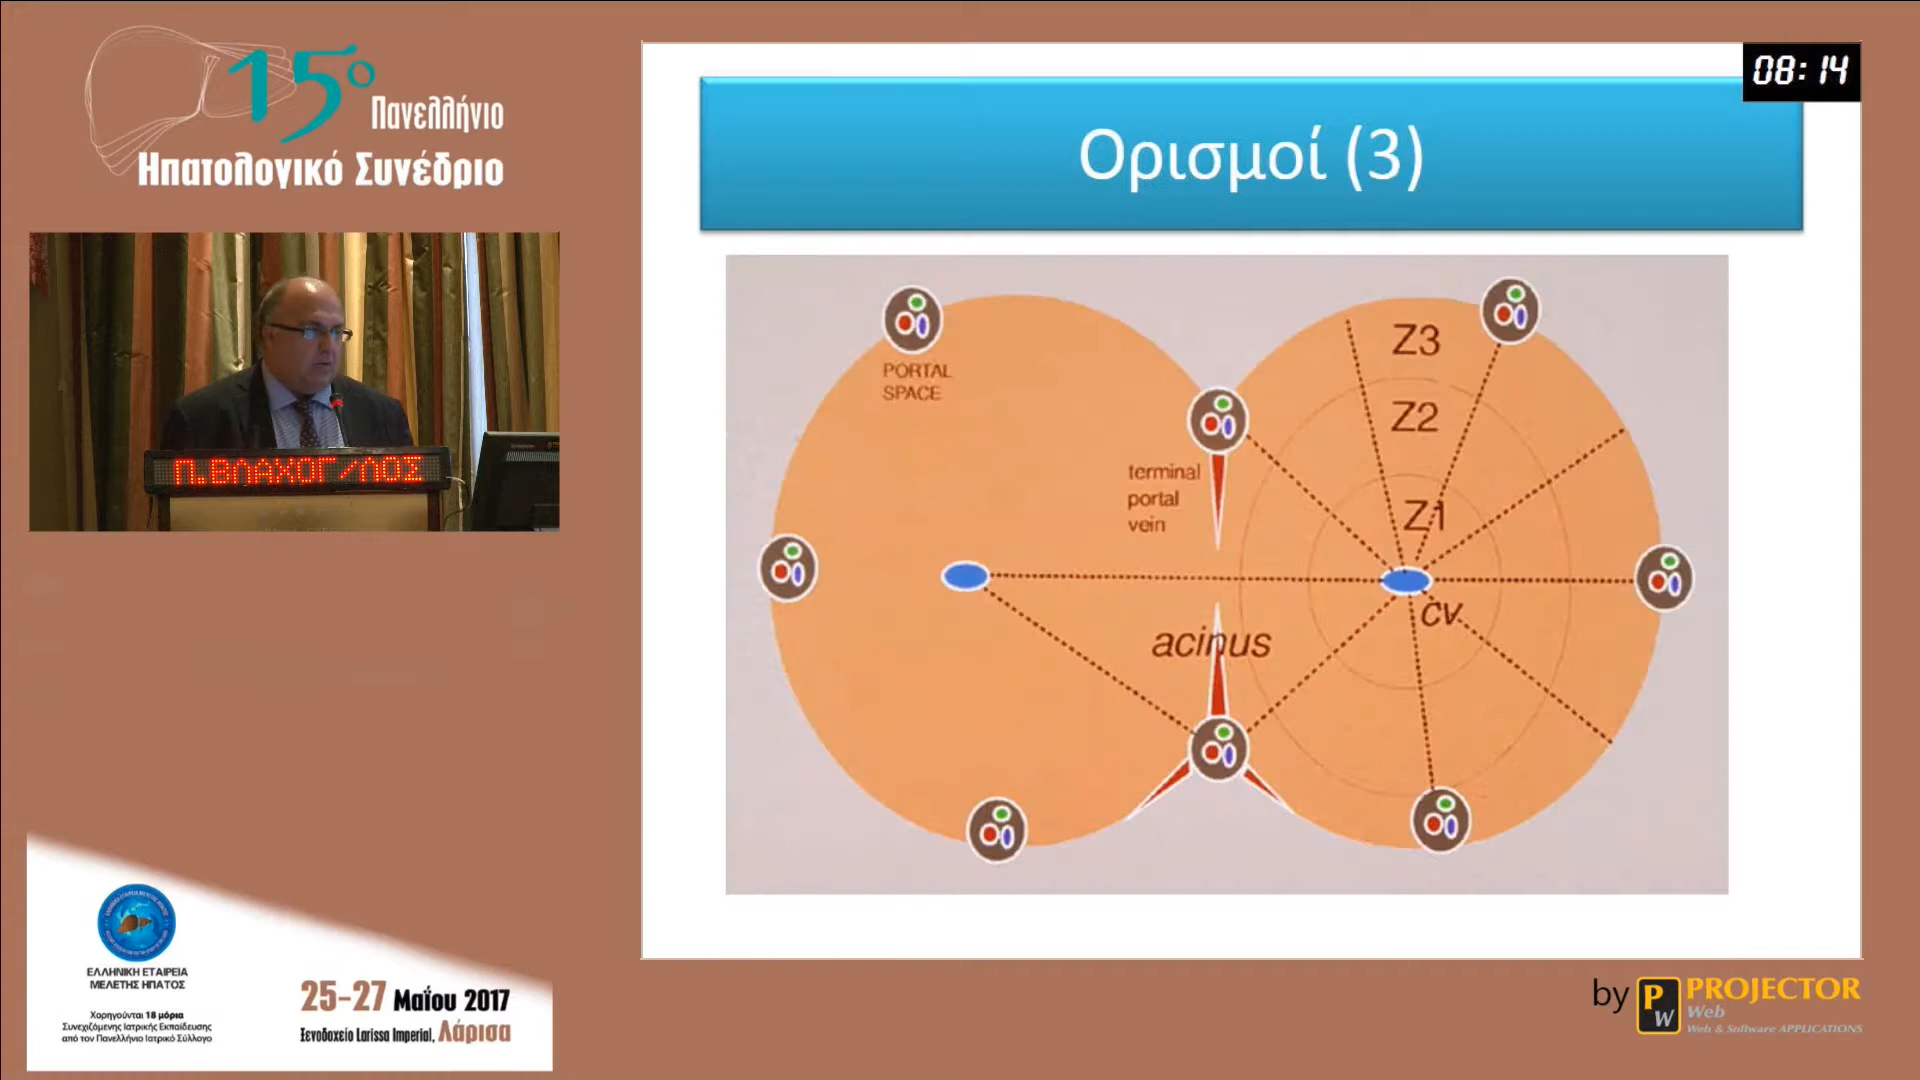 15ο
Πανελλήνιο
Ηπατολογικό Συνέδριο
Π.ΒΛΑΧΟΓ/ΛΟΣ
ΕΛΛΗΝΙΚΗ ΕΤΑΙΡΕΙΑ
ΜΕΛΕΤΗΣ ΗΠΑΤΟΣ
Χορηγούνται 18 μόρια
Συνεχιζόμενης Ιατρικής Εκπαίδευσης
από τον Πανελλήνιο Ιατρικό Σύλλογο
25-27 Μαΐου 2017
Ξενοδοχείο Larissa Imperial, Λάρισα
08:14
Ορισμοί (3)
PORTAL
SPACE
terminal
portal
vein
acinus
Z3
Z2
Z1
cv
by PW PROJECTOR
Web
Web & Software APPLICATIONS